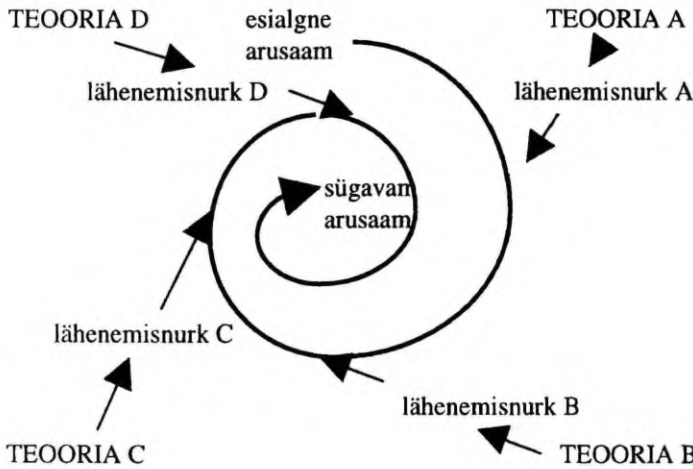 TEOORIA D
esialgne
arusaam
TEOORIA A
lähenemisnurk D
lähenemisnurk A
sügavam
arusaam
lähenemisnurk C
lähenemisnurk B
TEOORIA C
TEOORIA B